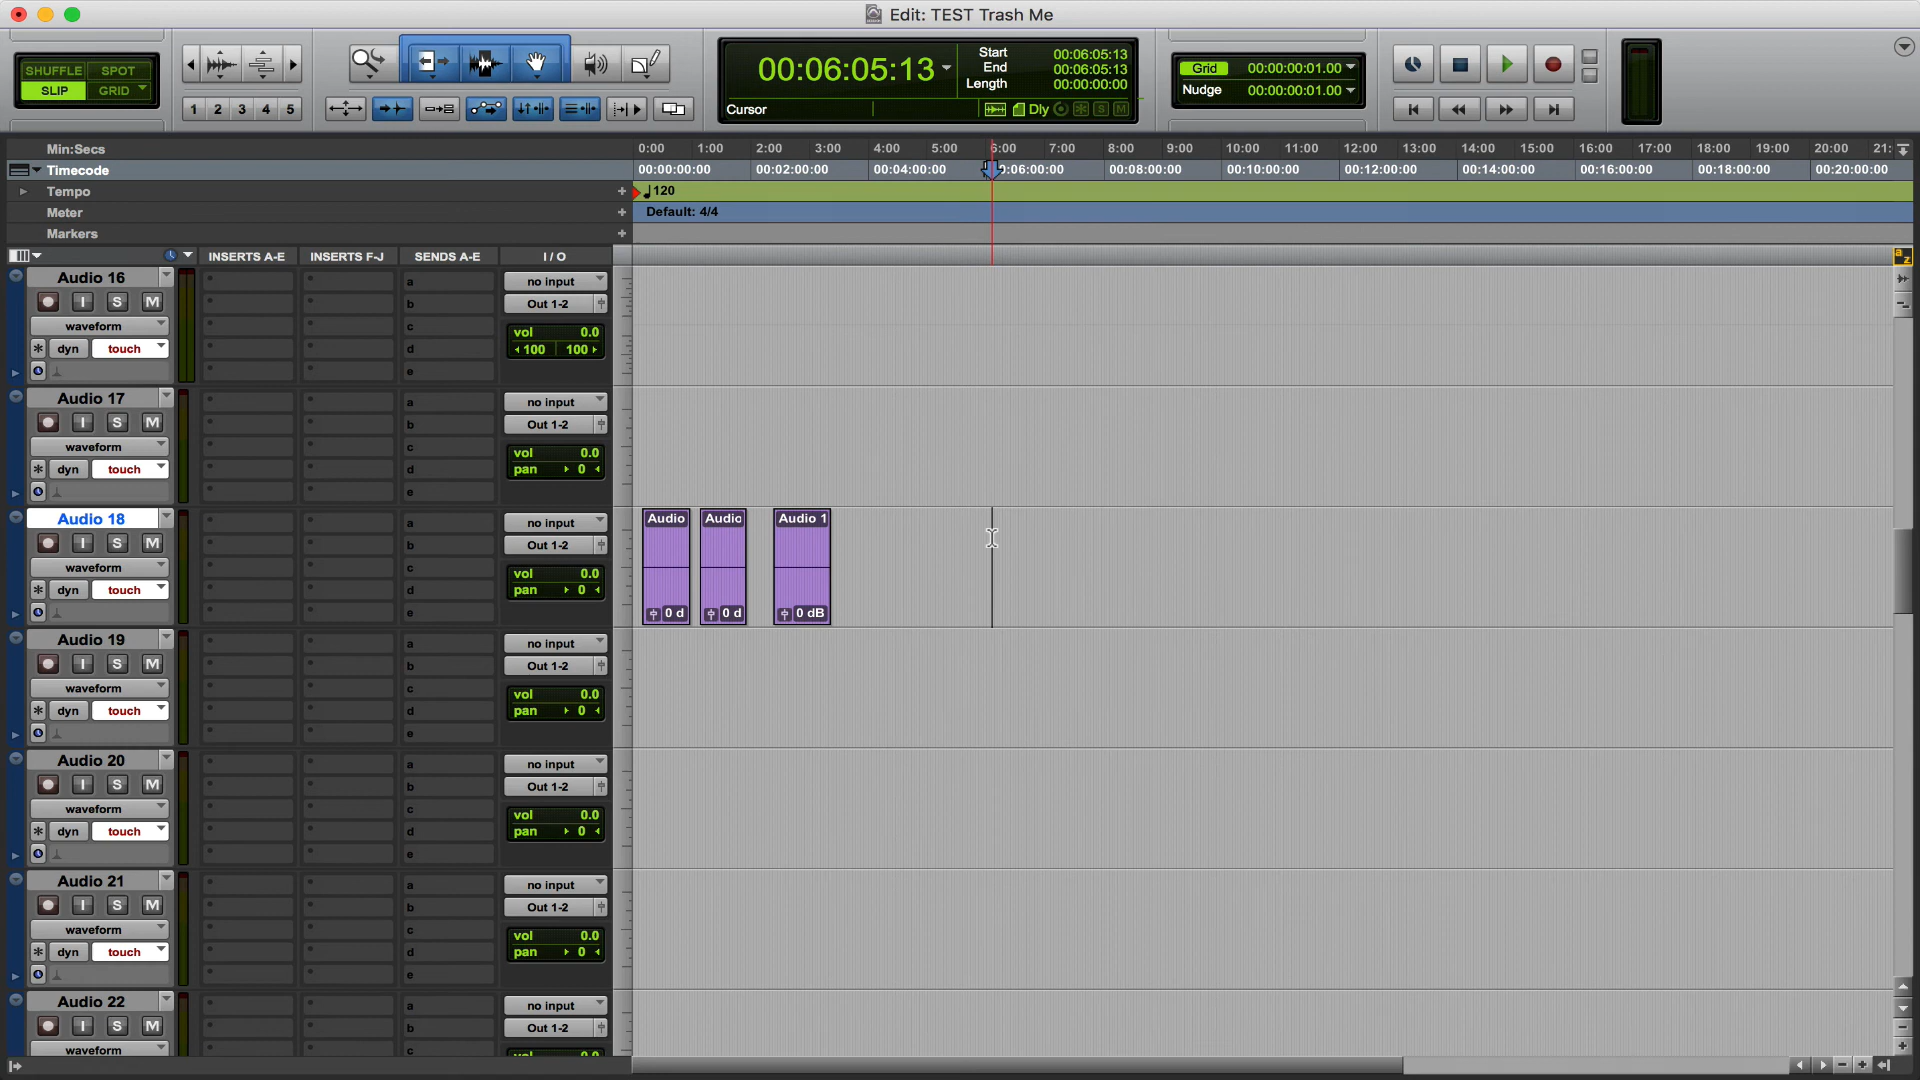 Edit: TEST Trash Me
SHUFFLE SPOT
SLIP GRID
1 2 3 4 5
00:06:05:13
Start 00:06:05:13
End 00:06:05:13
Length 00:00:00:00
Cursor
Dly
S M
Grid 00:00:00:01.00
Nudge 00:00:00:01.00
Min:Secs 0:00 1:00 2:00 3:00 4:00 5:00 6:00 7:00 8:00 9:00 10:00 11:00 12:00 13:00 14:00 15:00 16:00 17:00 18:00 19:00 20:00 21:
Timecode 00:00:00:00 00:02:00:00 00:04:00:00 0:06:00:00 00:08:00:00 00:10:00:00 00:12:00:00 00:14:00:00 00:16:00:00 00:18:00:00 00:20:00:00
Tempo 120
Meter Default: 4/4
Markers
INSERTS A-E INSERTS F-J SENDS A-E I / O
a z
Audio 16 a no input
I S M b Out 1-2
waveform c vol 0.0
dyn touch d 100 100
e
Audio 17 a no input
I S M b Out 1-2
waveform c vol 0.0
dyn touch d pan 0
e
Audio 18 a no input
I S M b Out 1-2
waveform c vol 0.0
dyn touch d pan 0
e
Audio Audio Audio 1
0 d 0 d 0 dB
Audio 19 a no input
I S M b Out 1-2
waveform c vol 0.0
dyn touch d pan 0
e
Audio 20 a no input
I S M b Out 1-2
waveform c vol 0.0
dyn touch d pan 0
e
Audio 21 a no input
I S M b Out 1-2
waveform c vol 0.0
dyn touch d pan 0
e
Audio 22 a no input
I S M b Out 1-2
waveform c vol 0.0